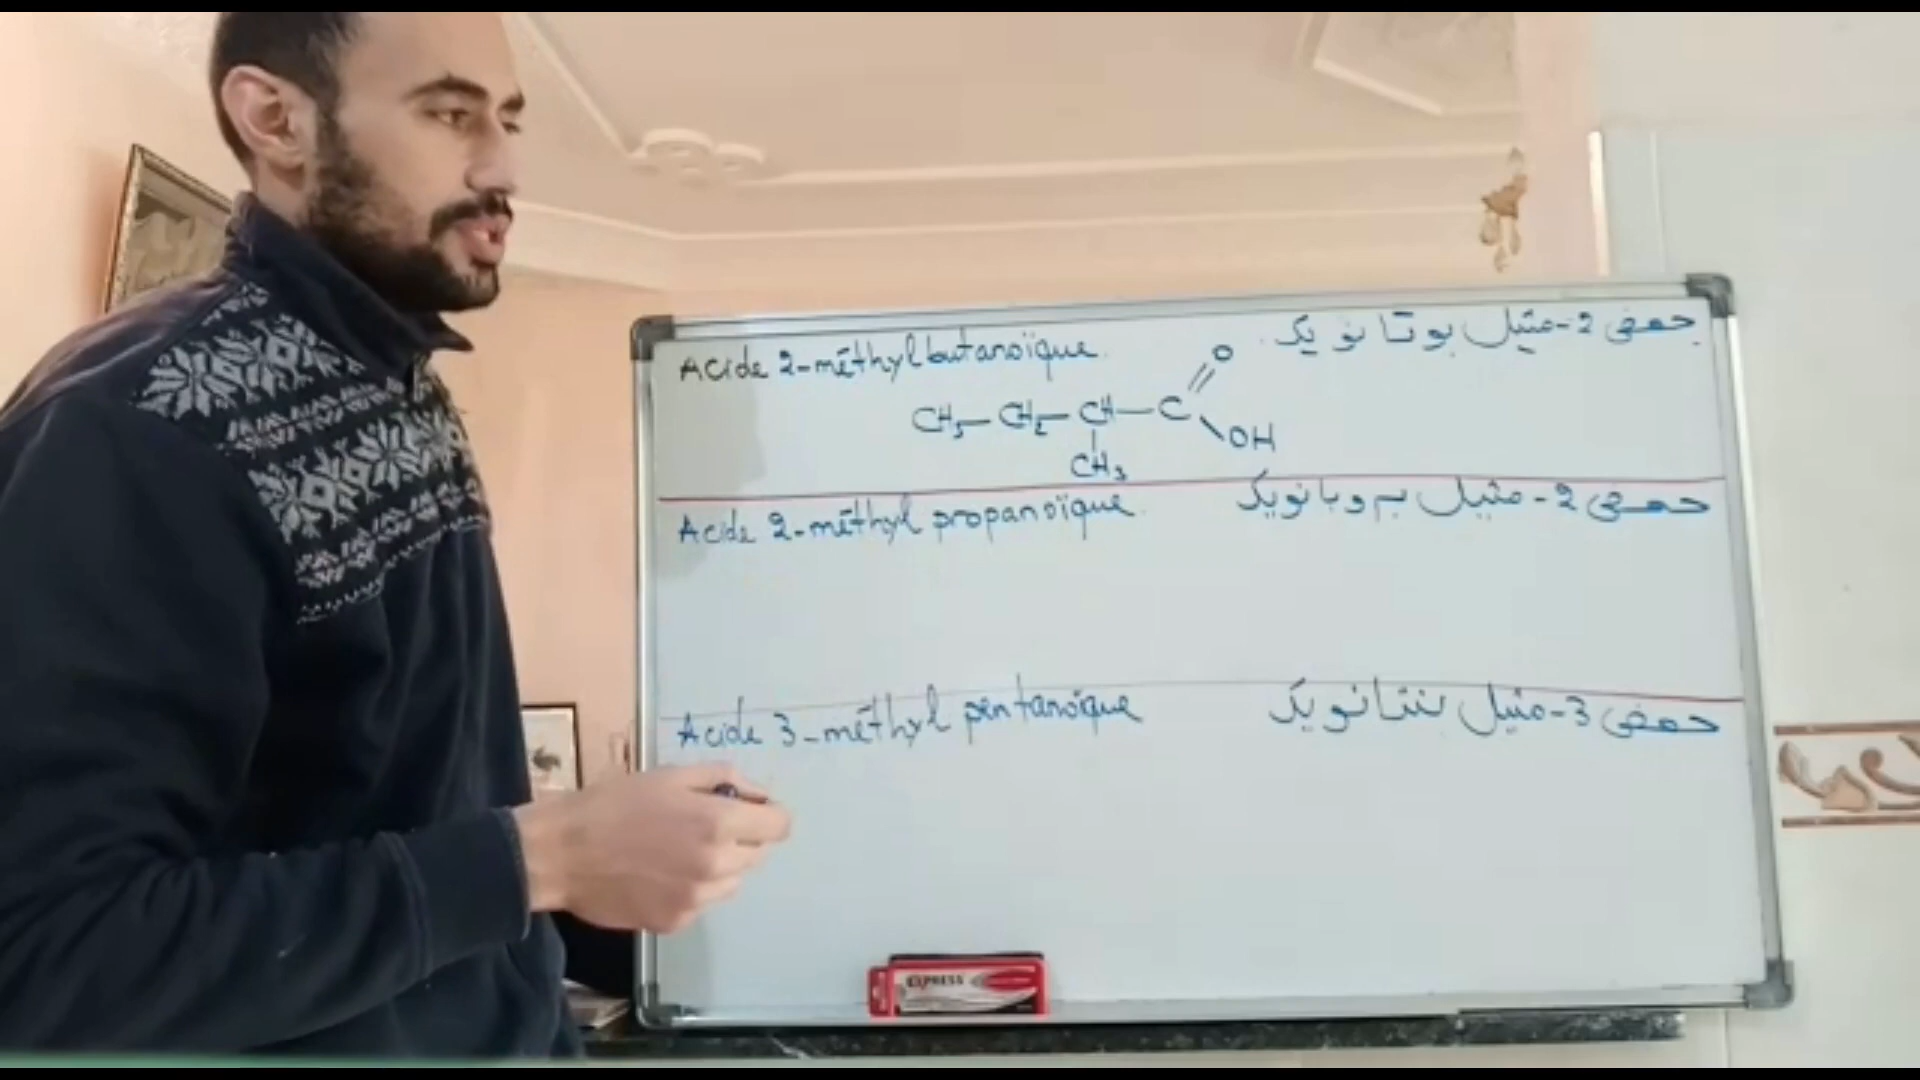 Acide 2-méthylbutanoïque. حمض 2-مثيل بوتانويك.
O
CH3-CH2-CH-C
OH
CH3
Acide 2-méthyl propanoïque. حمض 2-مثيل بروبانويك
Acide 3-méthyl pentanoïque حمض 3-مثيل بنتانويك
EXPRESS